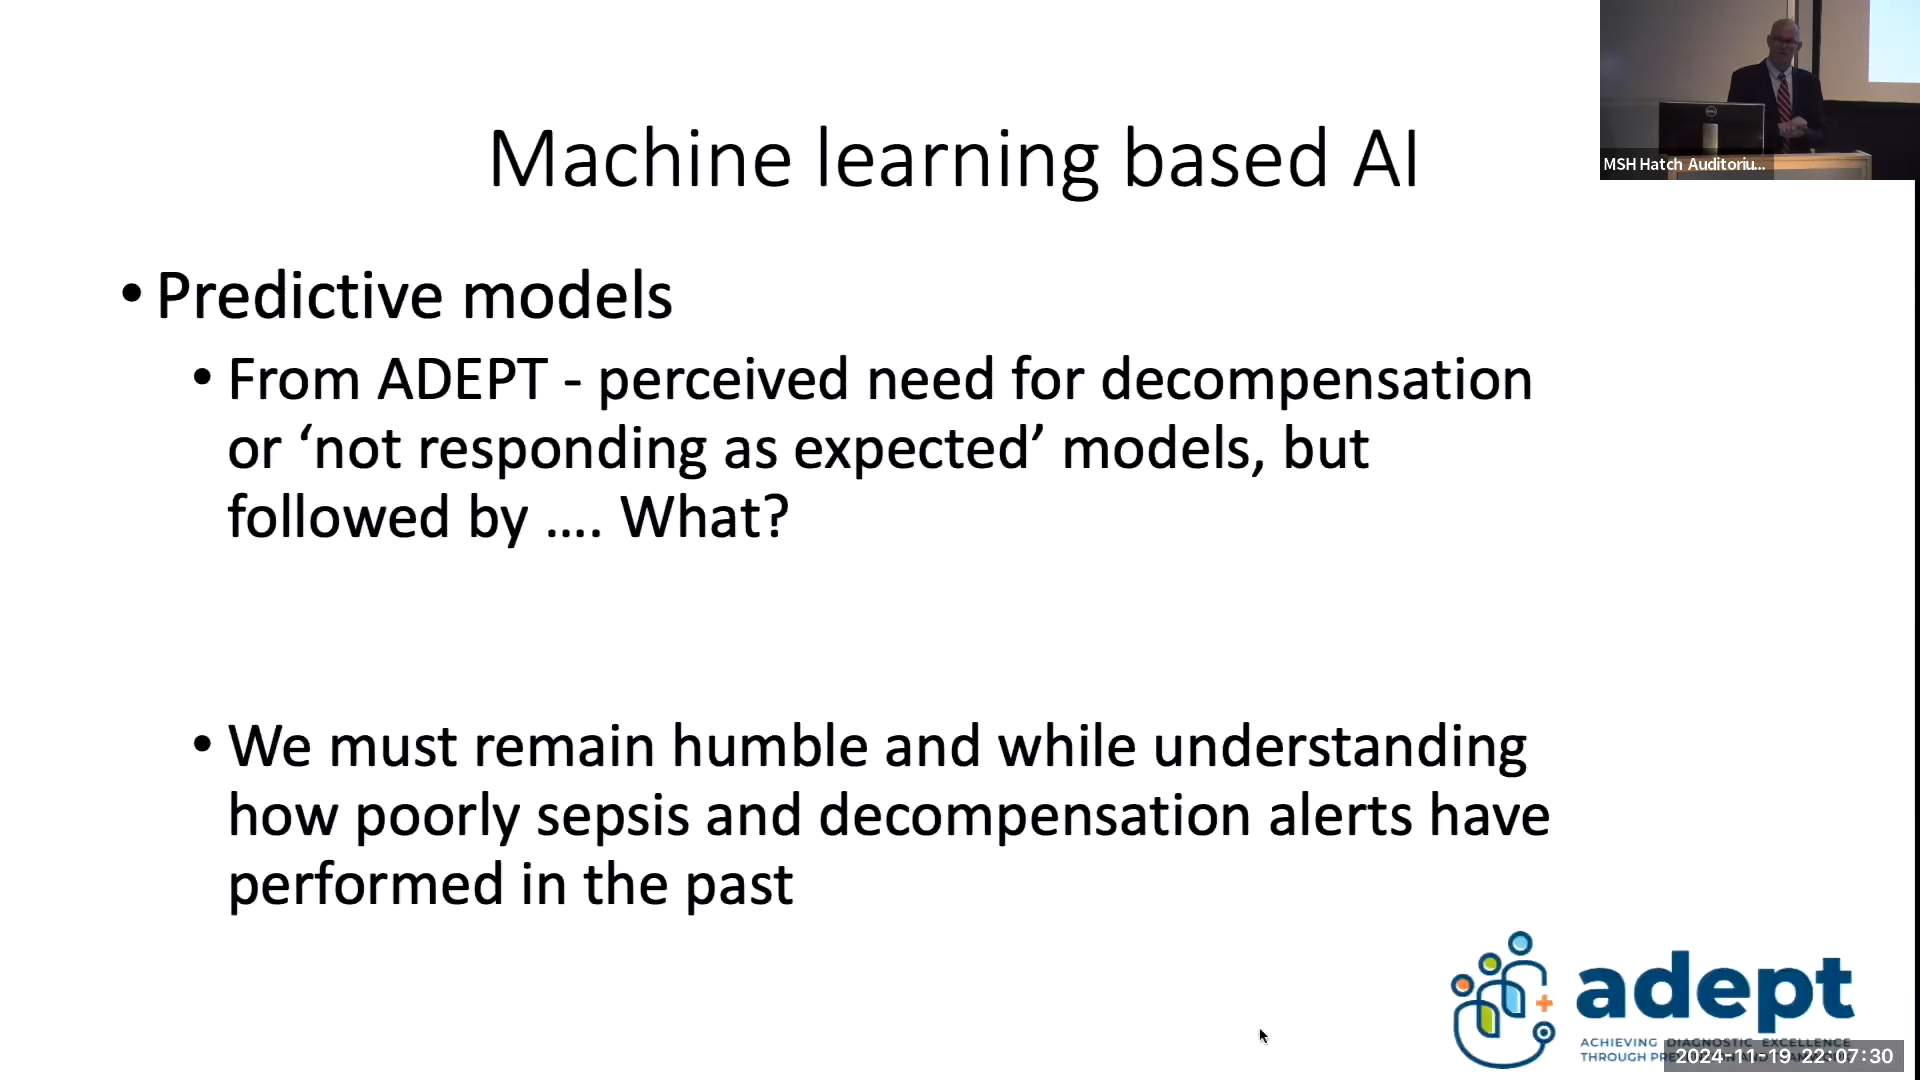 MSH Hatch Auditoriu...
Machine learning based AI
• Predictive models
• From ADEPT - perceived need for decompensation
or ‘not responding as expected’ models, but
followed by .... What?
• We must remain humble and while understanding
how poorly sepsis and decompensation alerts have
performed in the past
adept
ACHIEVING DIAGNOSTIC EXCELLENCE
THROUGH
2024-11-19 22:07:30